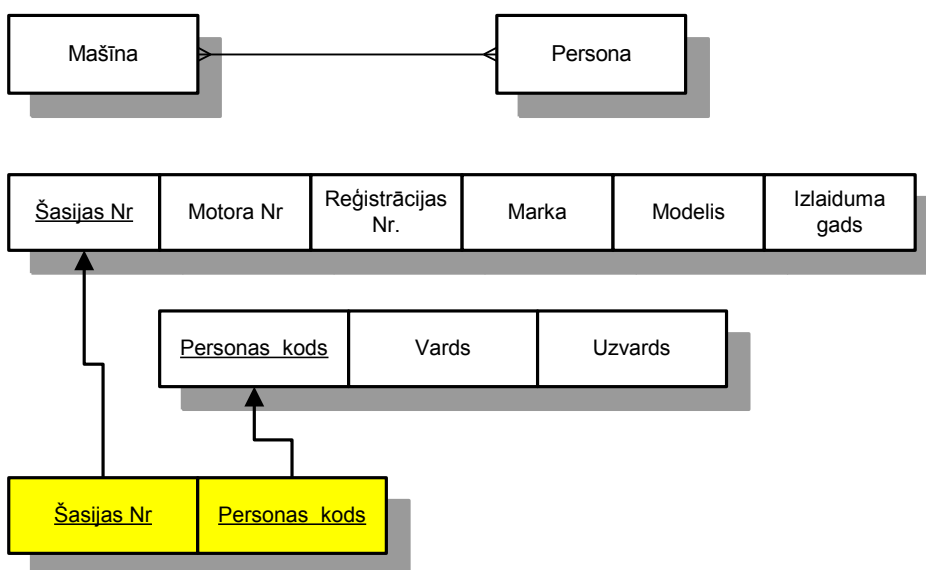 Mašīna
Persona
Šasijas Nr
Motora Nr
Reģistrācijas
Nr.
Marka
Modelis
Izlaiduma
gads
Personas kods
Vards
Uzvards
Šasijas Nr
Personas kods